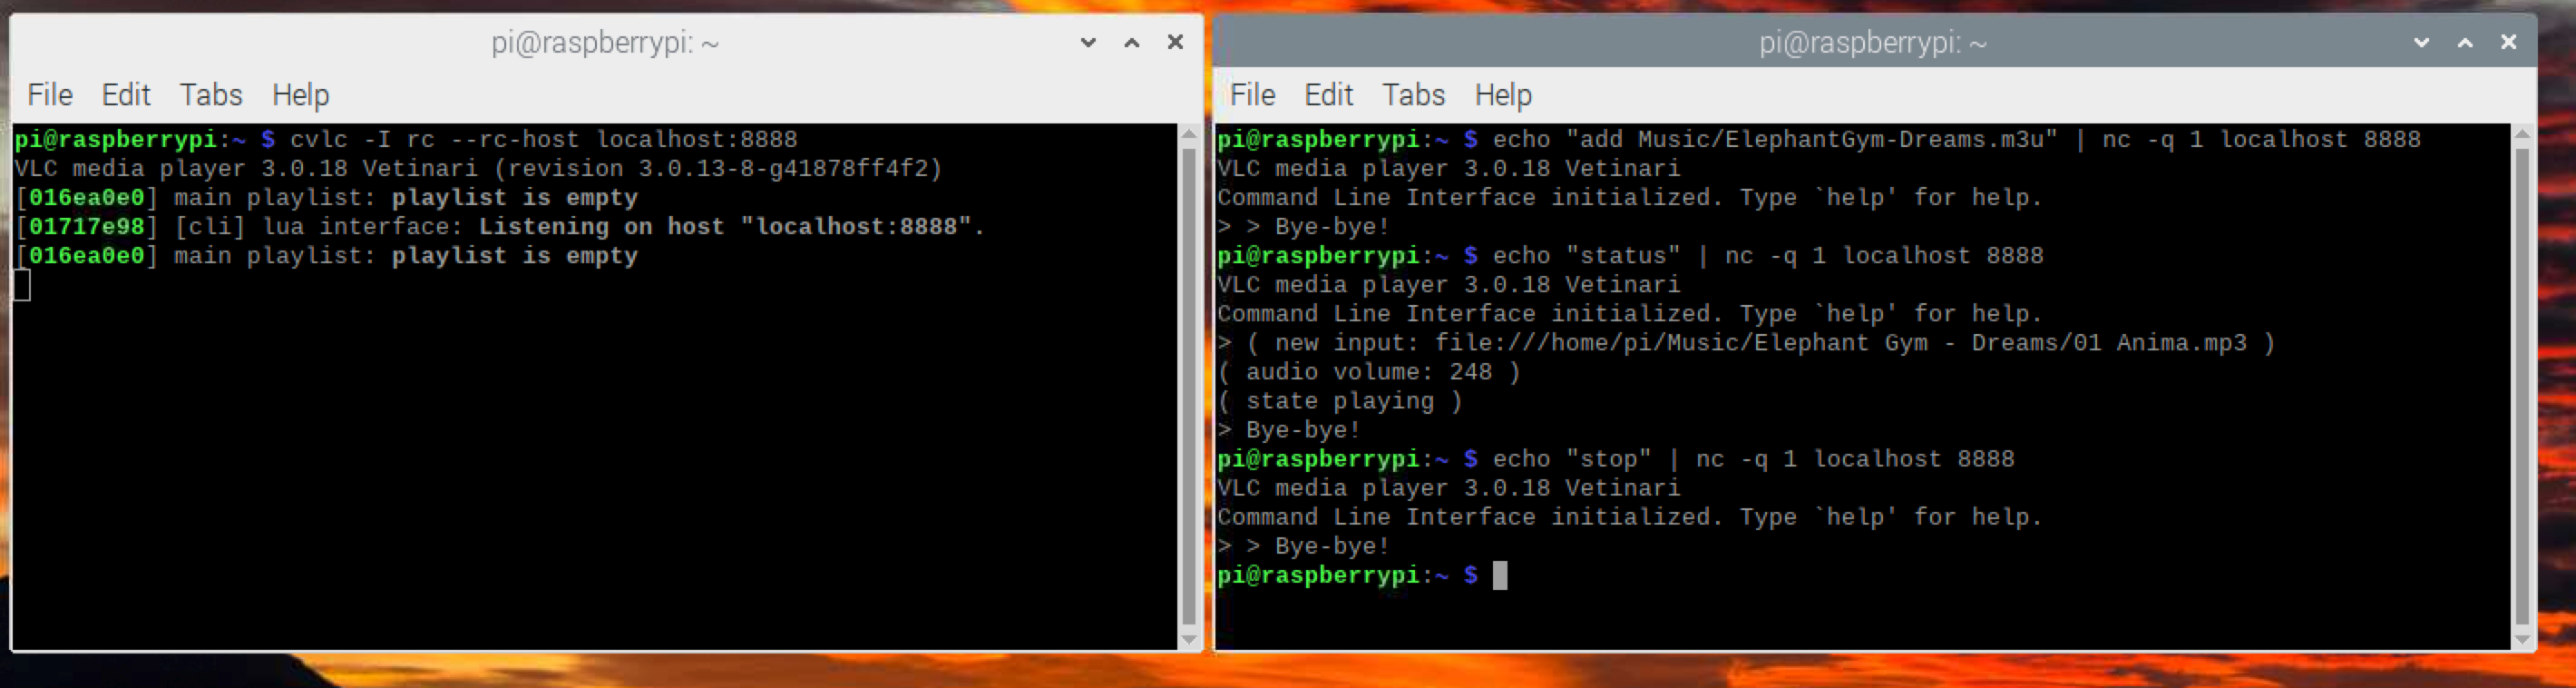 pi@raspberrypi: ~
File Edit Tabs Help
pi@raspberrypi:~ $ cvlc -I rc --rc-host localhost:8888
VLC media player 3.0.18 Vetinari (revision 3.0.13-8-g41878ff4f2)
[016ea0e0] main playlist: playlist is empty
[01717e98] [cli] lua interface: Listening on host "localhost:8888".
[016ea0e0] main playlist: playlist is empty
pi@raspberrypi: ~
File Edit Tabs Help
pi@raspberrypi:~ $ echo "add Music/ElephantGym-Dreams.m3u" | nc -q 1 localhost 8888
VLC media player 3.0.18 Vetinari
Command Line Interface initialized. Type `help' for help.
> > Bye-bye!
pi@raspberrypi:~ $ echo "status" | nc -q 1 localhost 8888
VLC media player 3.0.18 Vetinari
Command Line Interface initialized. Type `help' for help.
> ( new input: file:///home/pi/Music/Elephant Gym - Dreams/01 Anima.mp3 )
( audio volume: 248 )
( state playing )
> Bye-bye!
pi@raspberrypi:~ $ echo "stop" | nc -q 1 localhost 8888
VLC media player 3.0.18 Vetinari
Command Line Interface initialized. Type `help' for help.
> > Bye-bye!
pi@raspberrypi:~ $